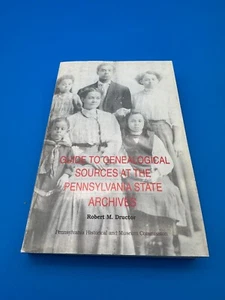 GUIDE TO GENEALOGICAL
SOURCES AT THE
PENNSYLVANIA STATE
ARCHIVES
Robert M. Dructor
Pennsylvania Historical and Museum Commission